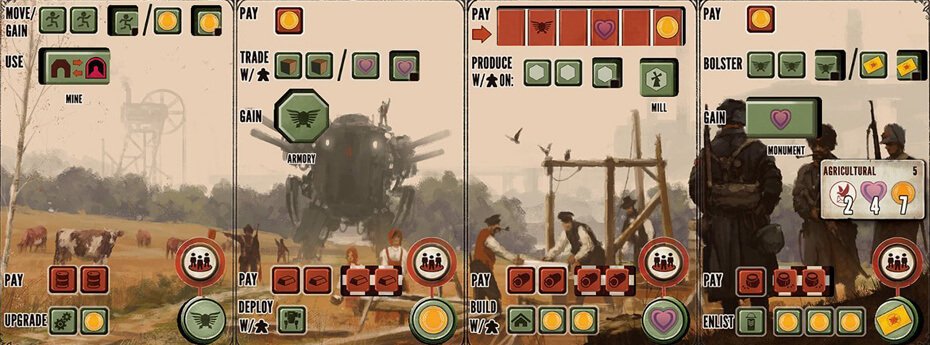 MOVE/
GAIN
USE
MINE
PAY
UPGRADE
PAY
TRADE
W/
GAIN
ARMORY
PAY
DEPLOY
W/
PAY
PRODUCE
W/ ON:
MILL
PAY
BUILD
W/
PAY
BOLSTER
GAIN
MONUMENT
AGRICULTURAL 5
2 4 7
PAY
ENLIST